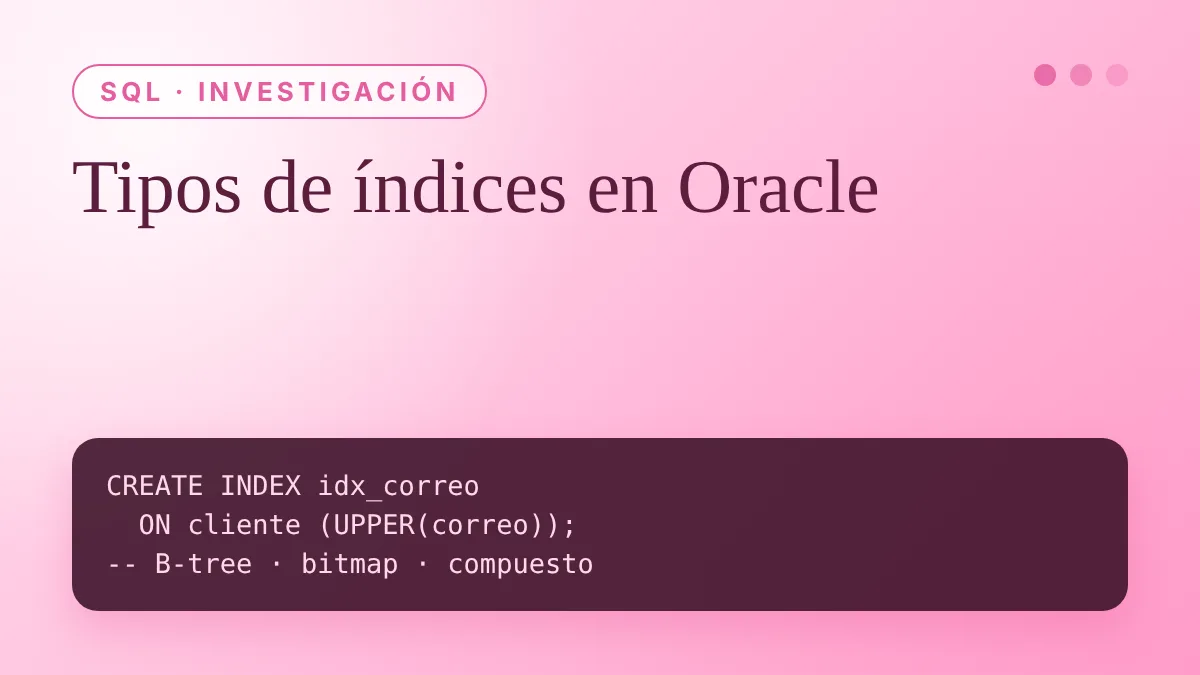 SQL · INVESTIGACIÓN
Tipos de índices en Oracle
CREATE INDEX idx_correo
  ON cliente (UPPER(correo));
-- B-tree · bitmap · compuesto